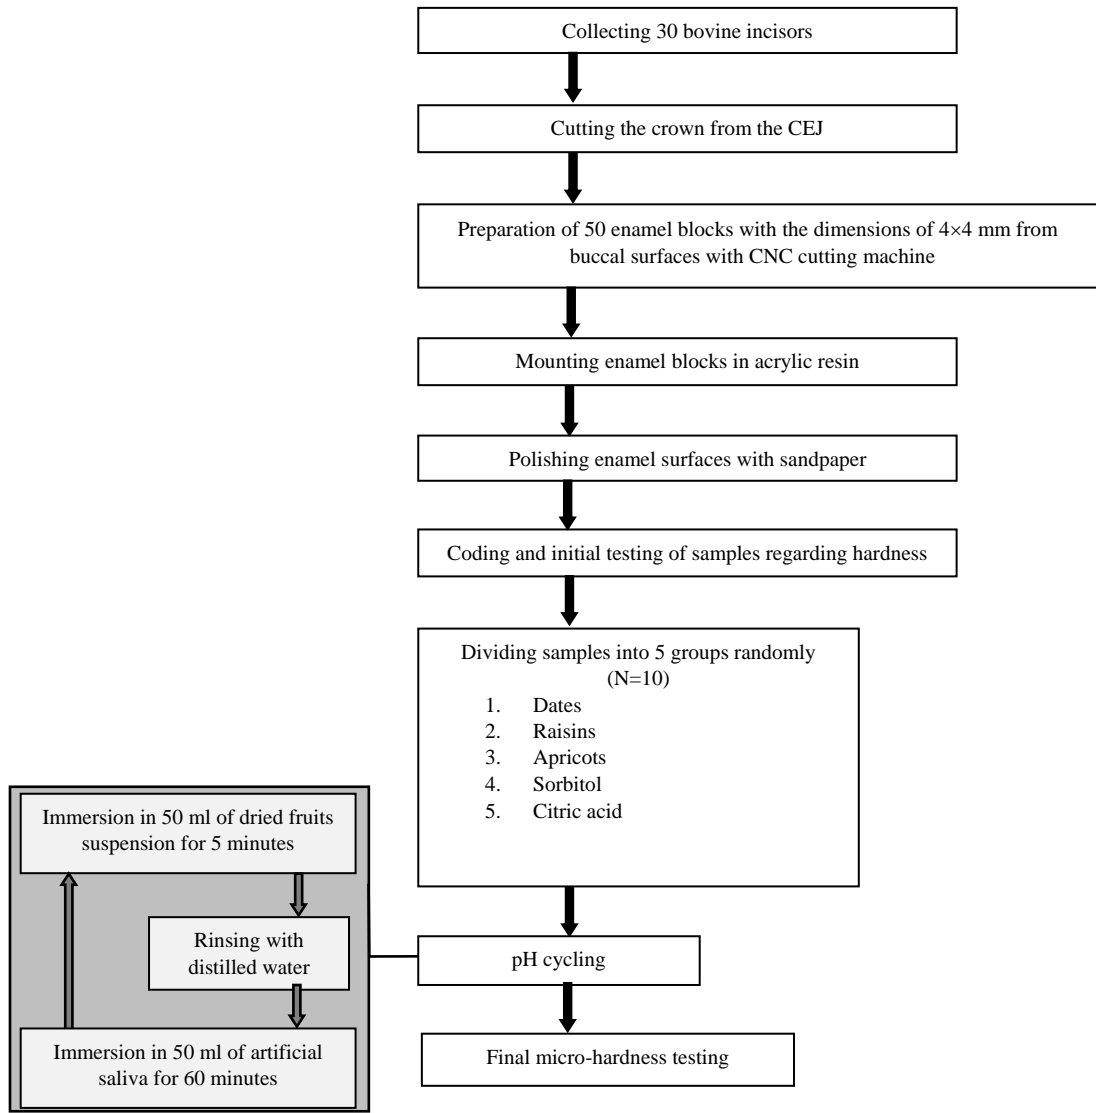 Collecting 30 bovine incisors
Cutting the crown from the CEJ
Preparation of 50 enamel blocks with the dimensions of 4×4 mm from
buccal surfaces with CNC cutting machine
Mounting enamel blocks in acrylic resin
Polishing enamel surfaces with sandpaper
Coding and initial testing of samples regarding hardness
Dividing samples into 5 groups randomly
(N=10)
1. Dates
2. Raisins
3. Apricots
4. Sorbitol
5. Citric acid
Immersion in 50 ml of dried fruits
suspension for 5 minutes
Rinsing with
distilled water
Immersion in 50 ml of artificial
saliva for 60 minutes
pH cycling
Final micro-hardness testing